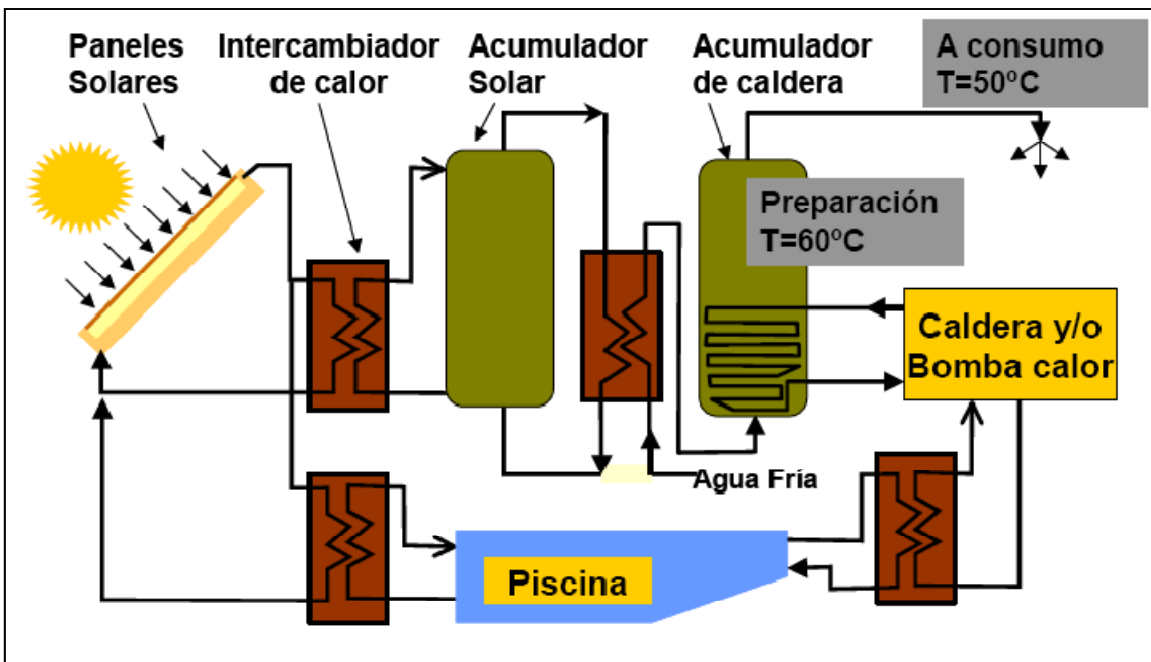 Paneles
Solares
Intercambiador
de calor
Acumulador
Solar
Acumulador
de caldera
A consumo
T=50ºC
Preparación
T=60ºC
Caldera y/o
Bomba calor
Agua Fría
Piscina